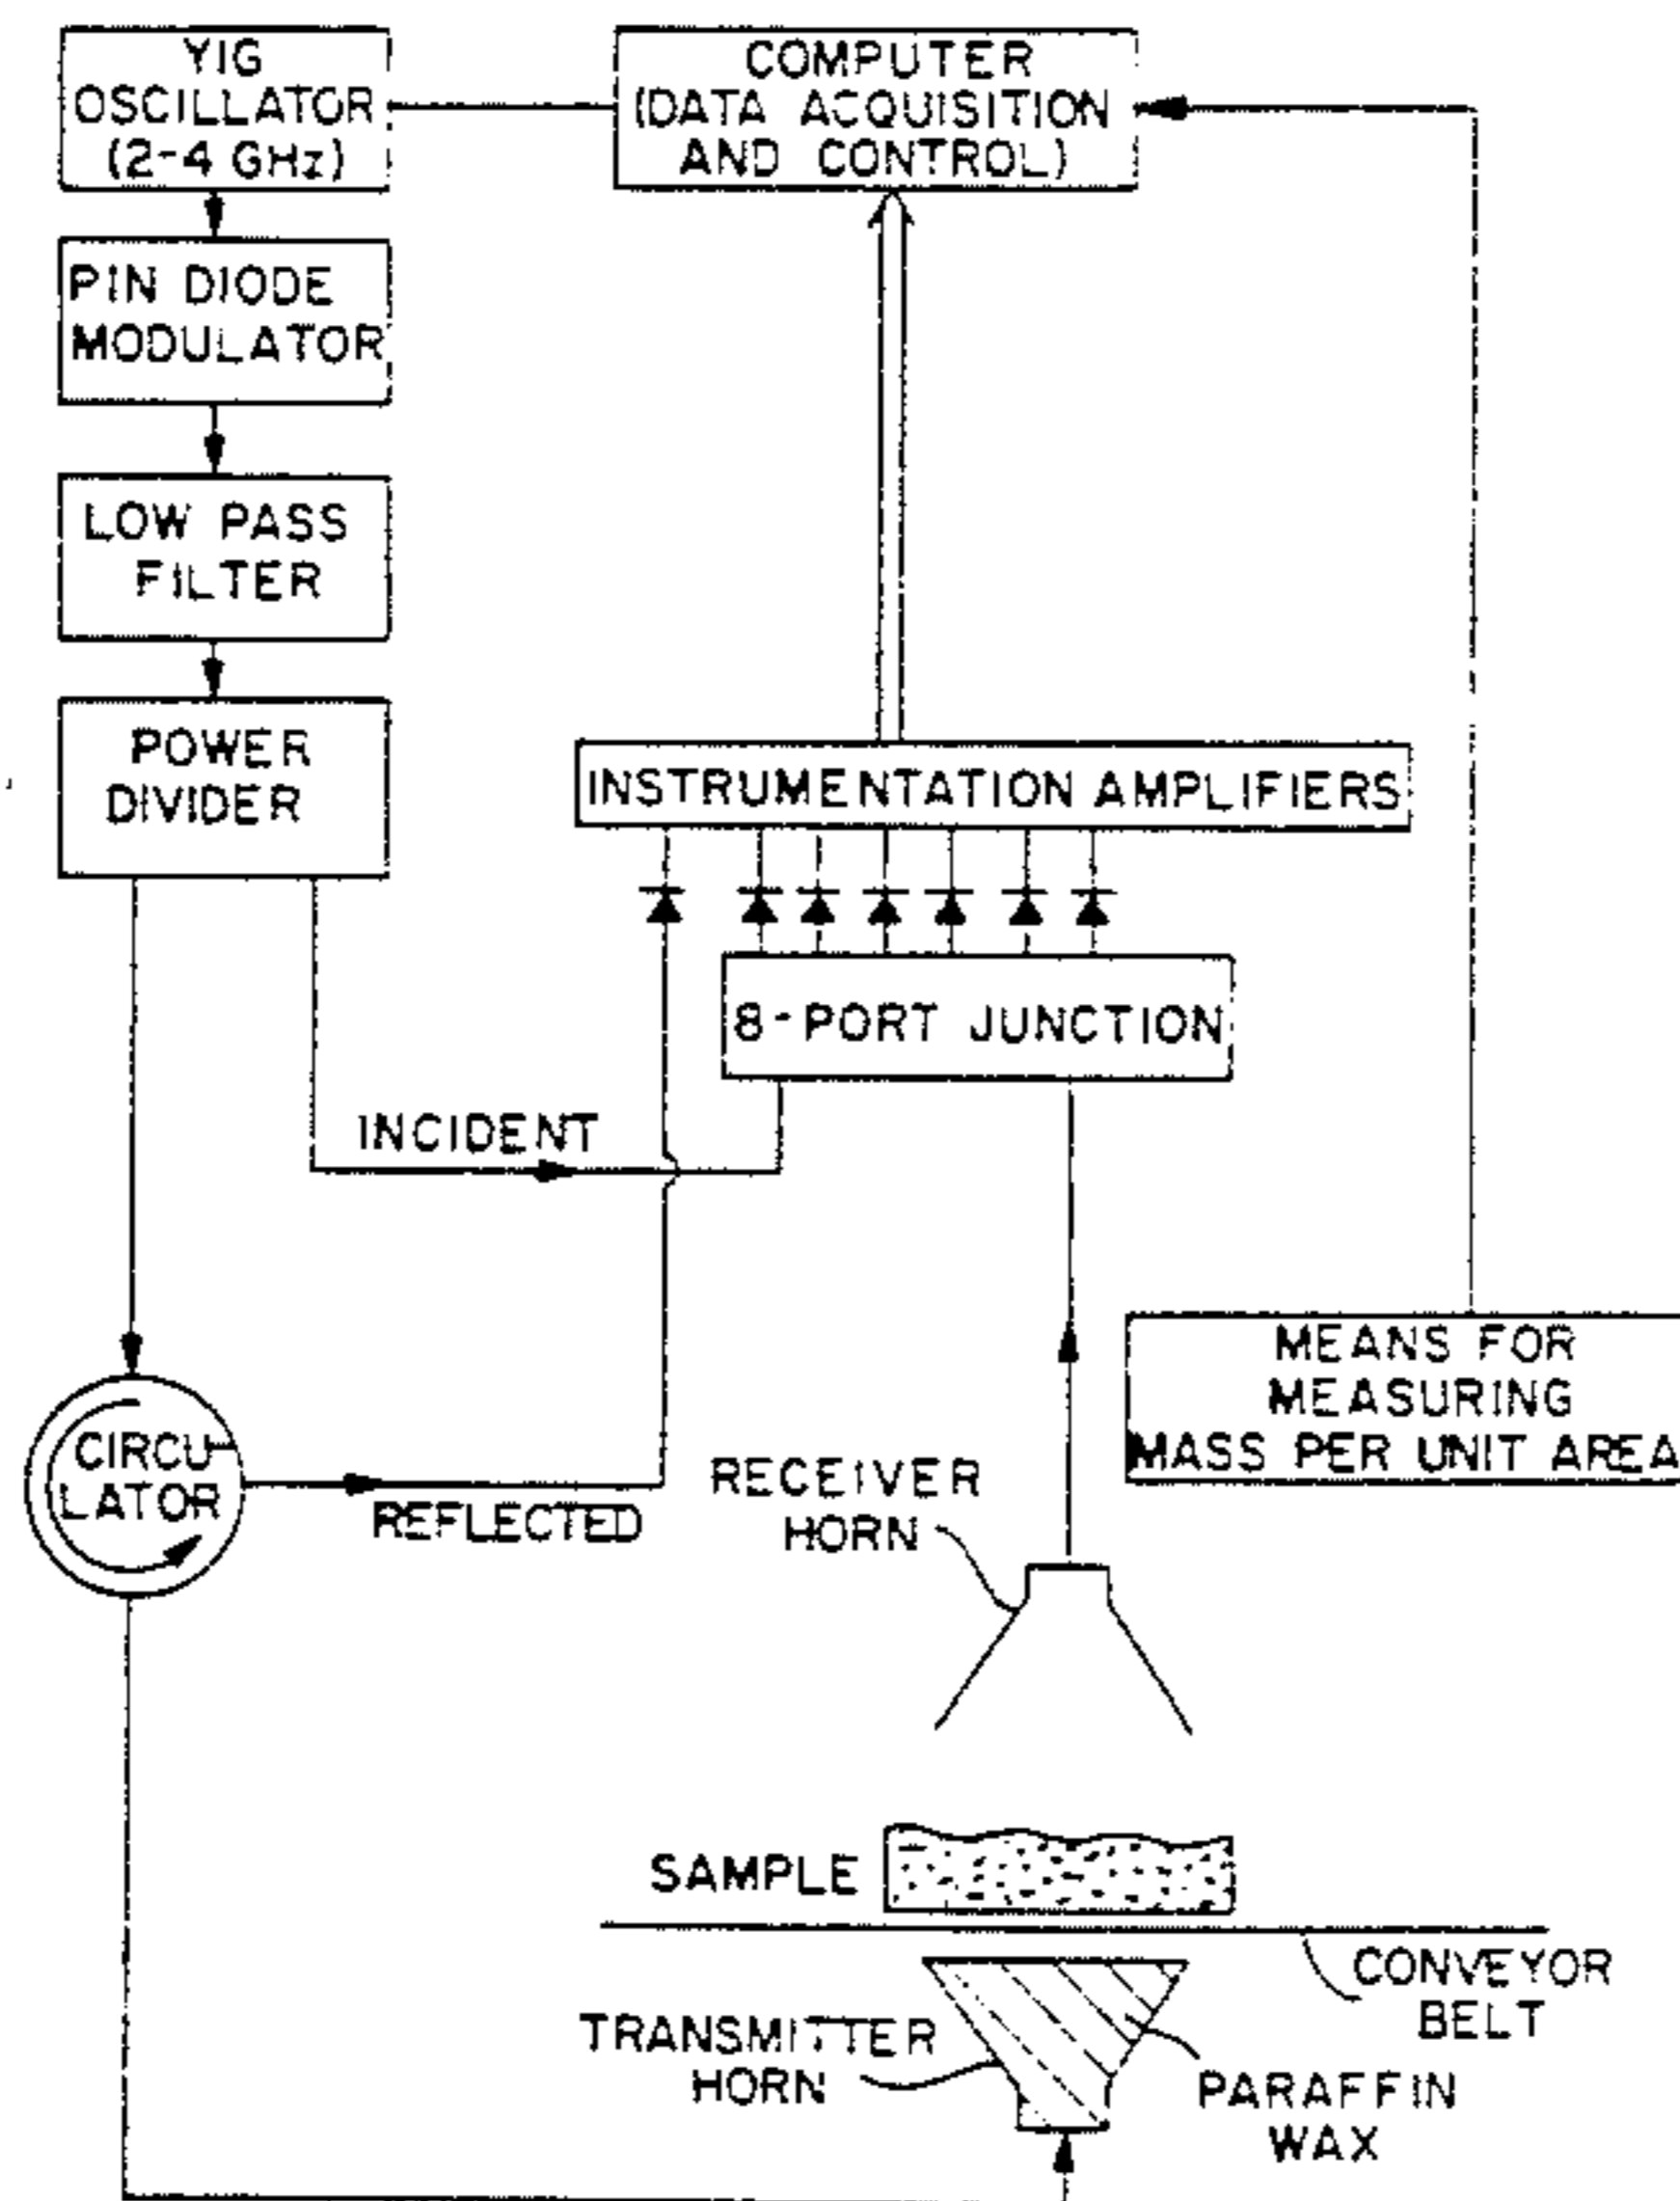 YIG
OSCILLATOR
(2-4 GHz)
COMPUTER
(DATA ACQUISITION
AND CONTROL)
PIN DIODE
MODULATOR
LOW PASS
FILTER
POWER
DIVIDER
INSTRUMENTATION AMPLIFIERS
8-PORT JUNCTION
INCIDENT
MEANS FOR
MEASURING
MASS PER UNIT AREA
CIRCU-
LATOR
REFLECTED
RECEIVER
HORN
SAMPLE
CONVEYOR
BELT
TRANSMITTER
HORN
PARAFFIN
WAX